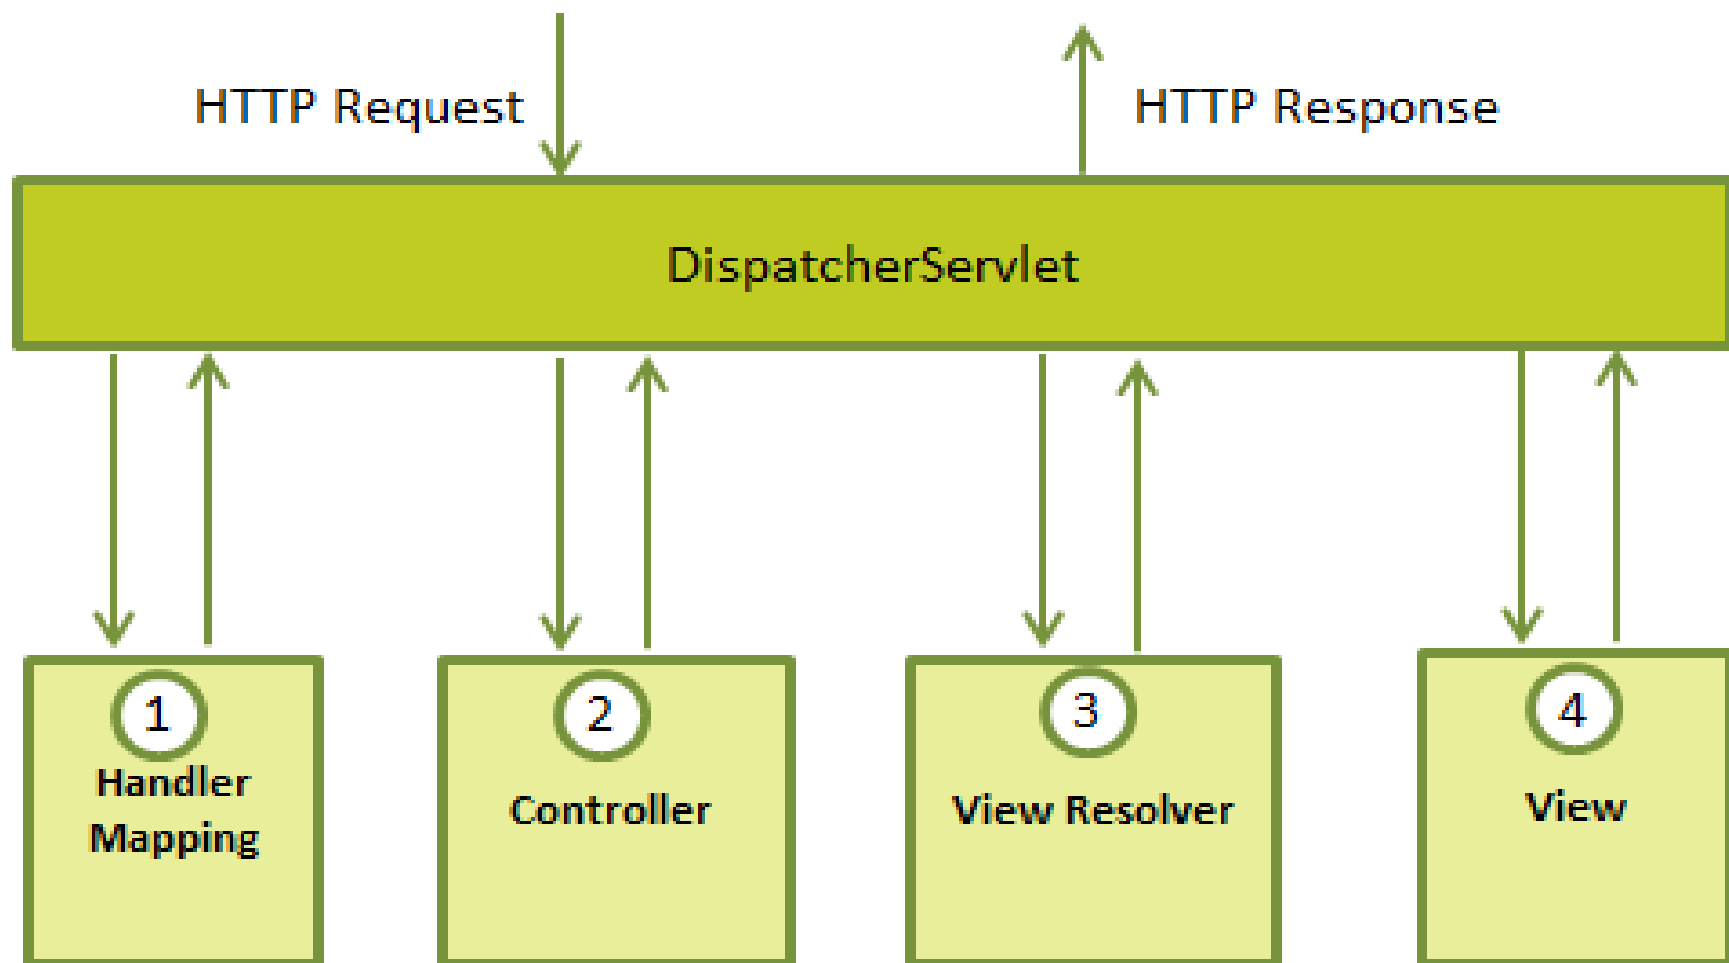 HTTP Request
HTTP Response
DispatcherServlet
1
Handler
Mapping
2
Controller
3
View Resolver
4
View